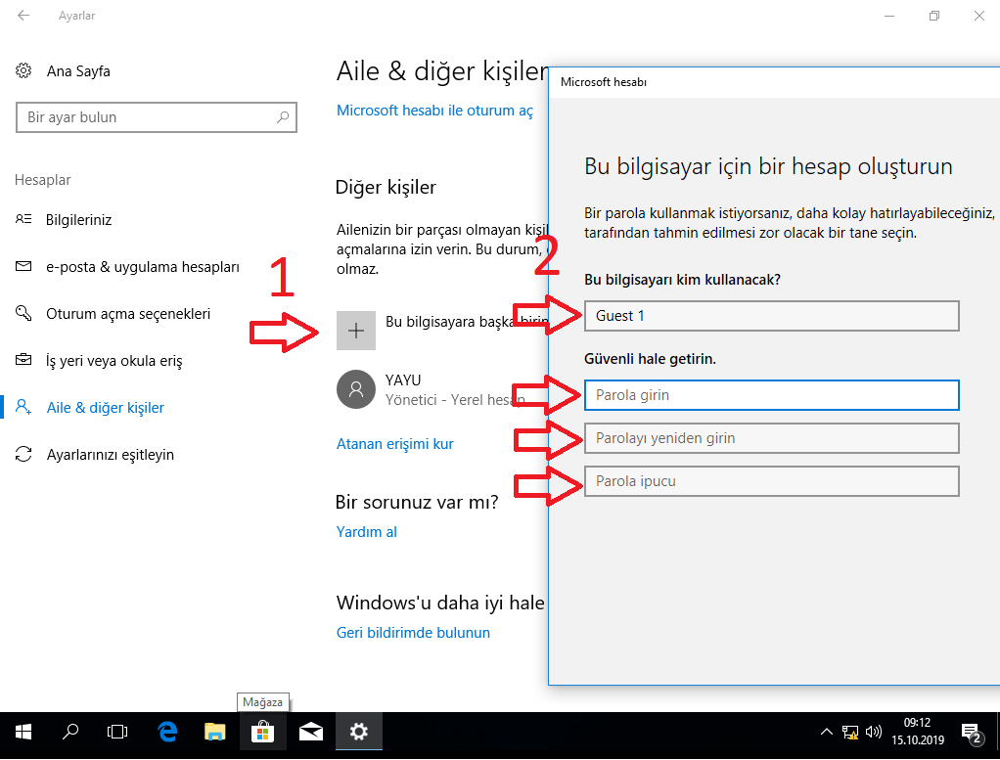 Ayarlar
Ana Sayfa
Bir ayar bulun
Hesaplar
Bilgileriniz
e-posta & uygulama hesapları
Oturum açma seçenekleri
İş yeri veya okula eriş
Aile & diğer kişiler
Ayarlarınızı eşitleyin
Aile & diğer kişiler
Microsoft hesabı ile oturum aç
Diğer kişiler
Ailenizin bir parçası olmayan kişil
açmalarına izin verin. Bu durum,
olmaz.
1
Bu bilgisayara başka birin
YAYU
Yönetici - Yerel hesap
Atanan erişimi kur
Bir sorunuz var mı?
Yardım al
Windows'u daha iyi hale
Geri bildirimde bulunun
Microsoft hesabı
Bu bilgisayar için bir hesap oluşturun
Bir parola kullanmak istiyorsanız, daha kolay hatırlayabileceğiniz,
tarafından tahmin edilmesi zor olacak bir tane seçin.
2
Bu bilgisayarı kim kullanacak?
Guest 1
Güvenli hale getirin.
Parola girin
Parolayı yeniden girin
Parola ipucu
Mağaza
09:12
15.10.2019
2